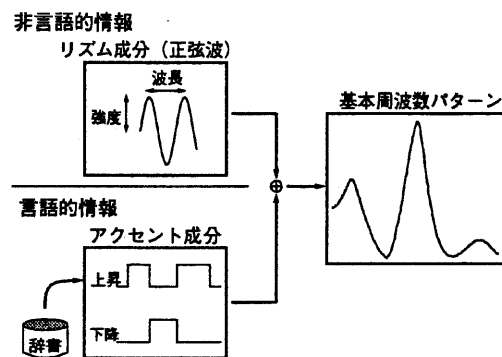 非言語的情報
リズム成分（正弦波）
波長
強度
基本周波数パターン
⊕
言語的情報
アクセント成分
上昇
下降
辞書